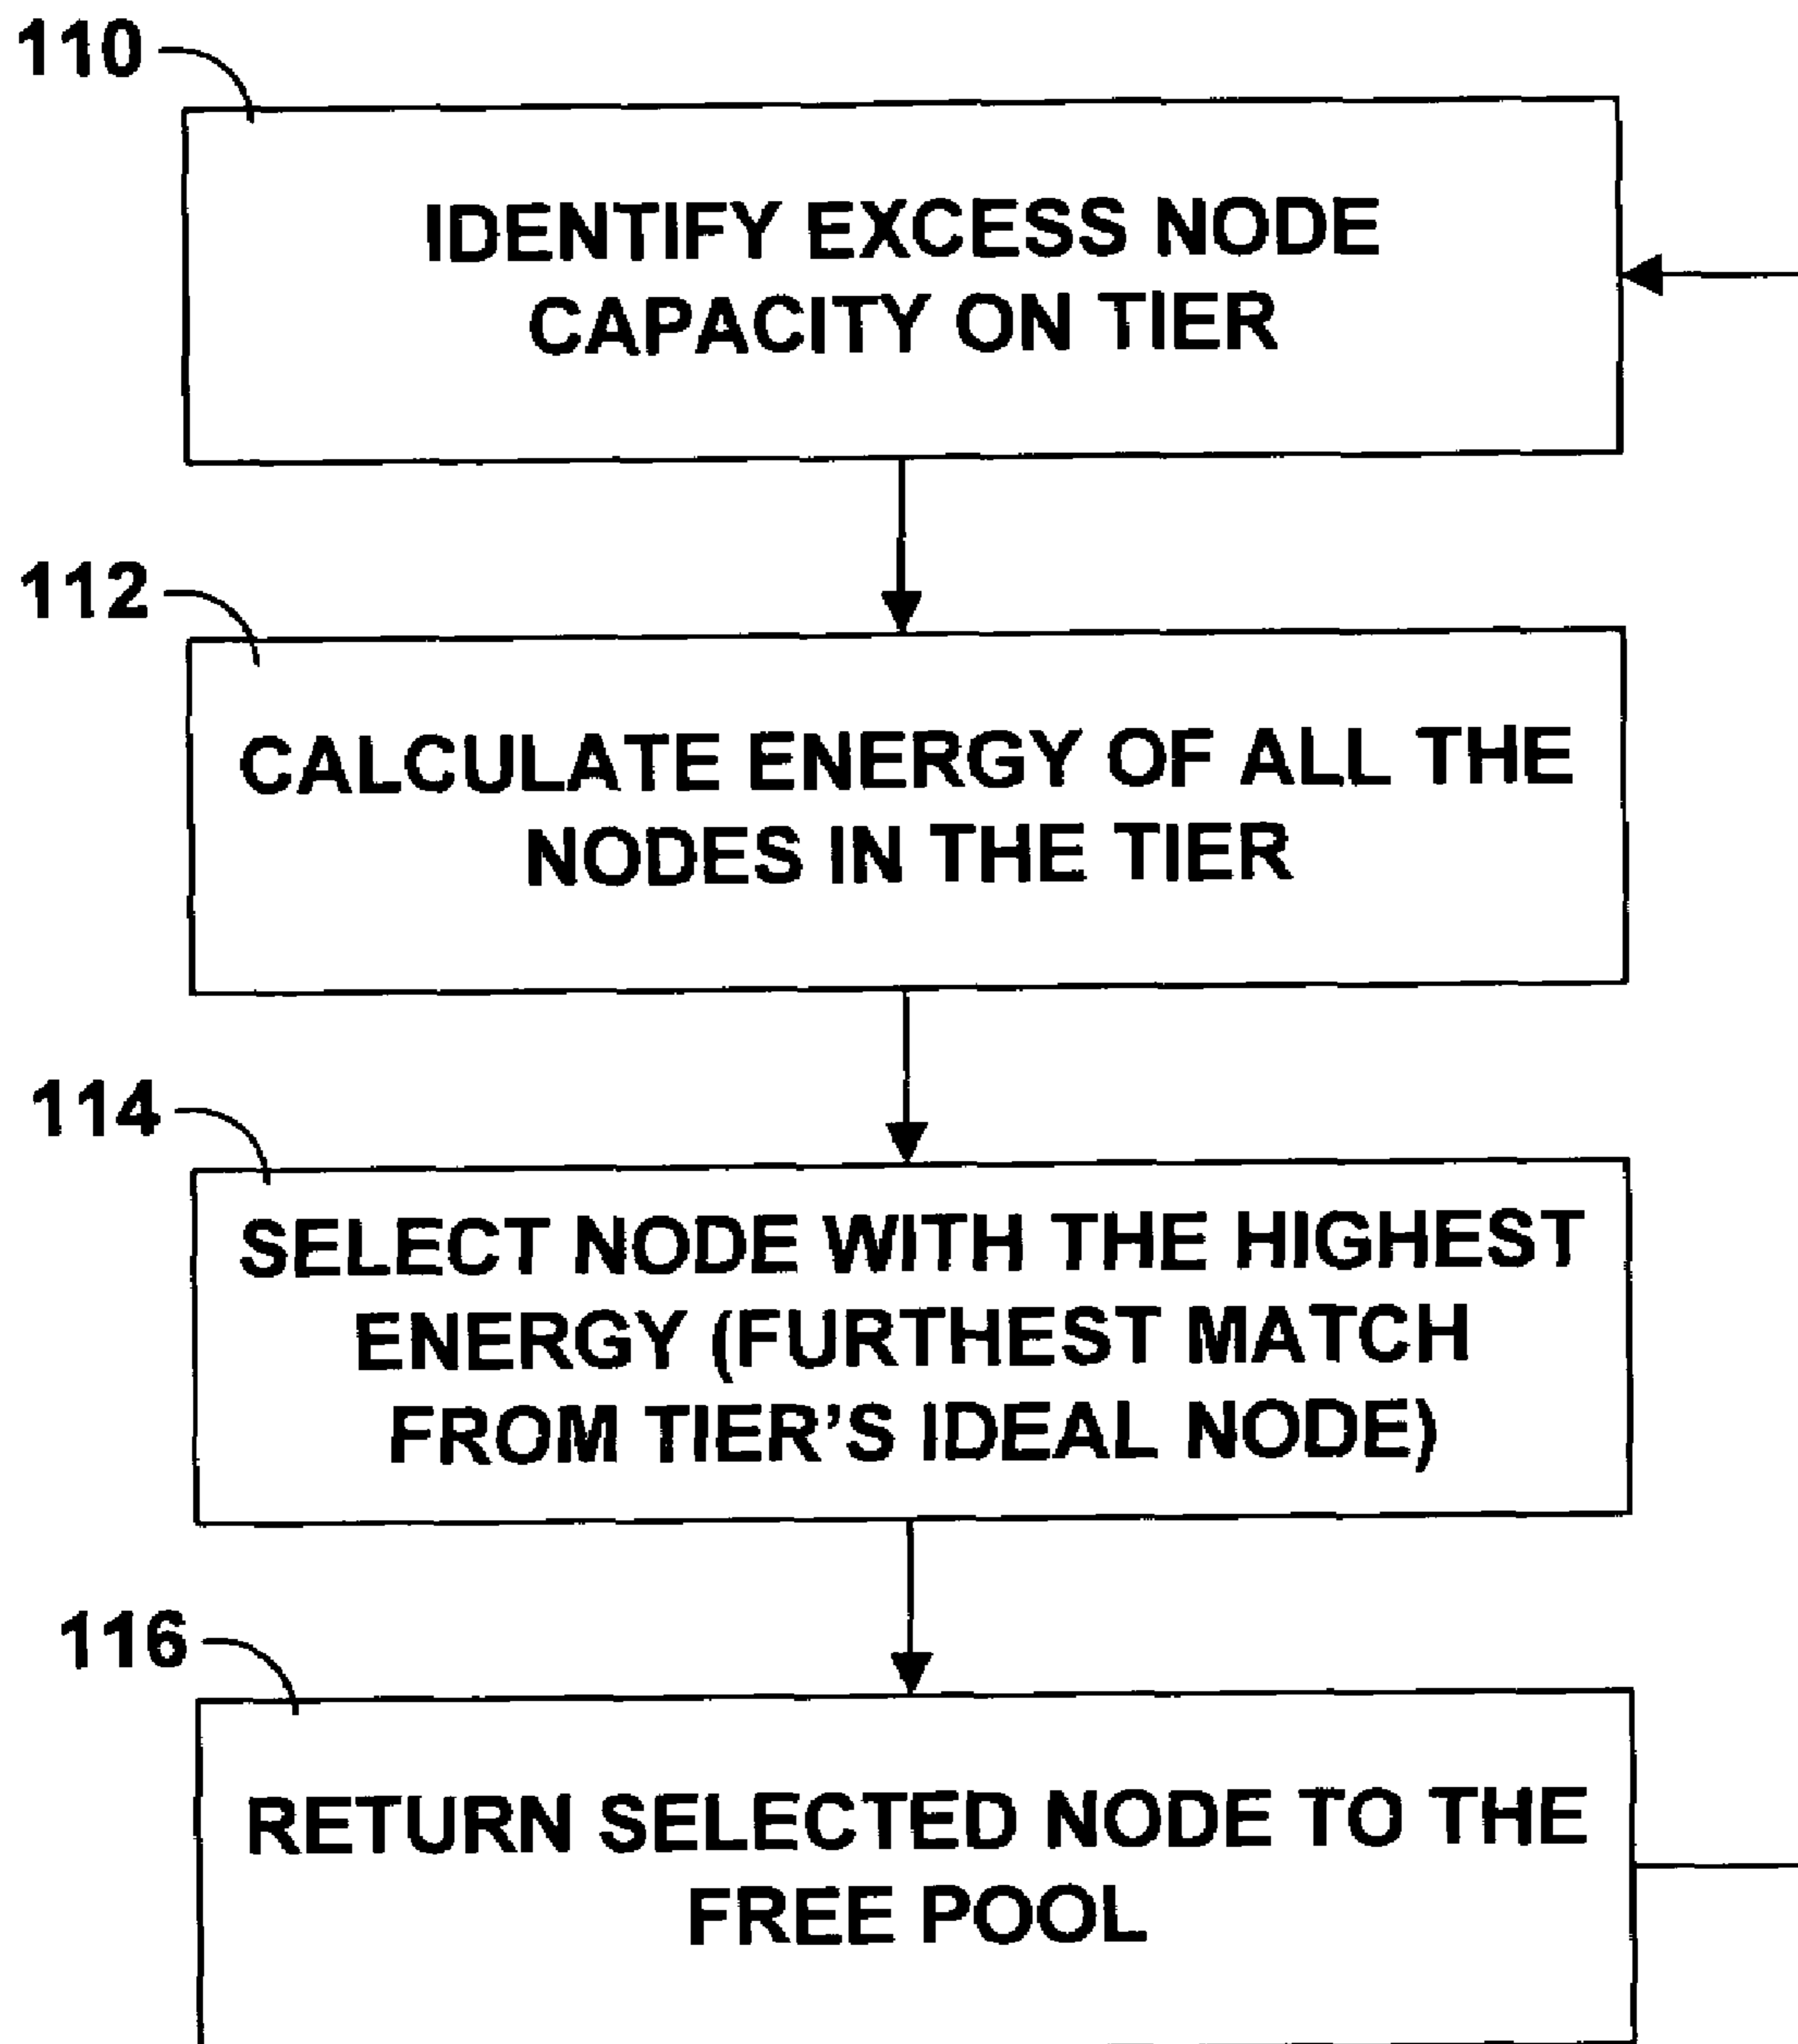 110
IDENTIFY EXCESS NODE
CAPACITY ON TIER
112
CALCULATE ENERGY OF ALL THE
NODES IN THE TIER
114
SELECT NODE WITH THE HIGHEST
ENERGY (FURTHEST MATCH
FROM TIER'S IDEAL NODE)
116
RETURN SELECTED NODE TO THE
FREE POOL